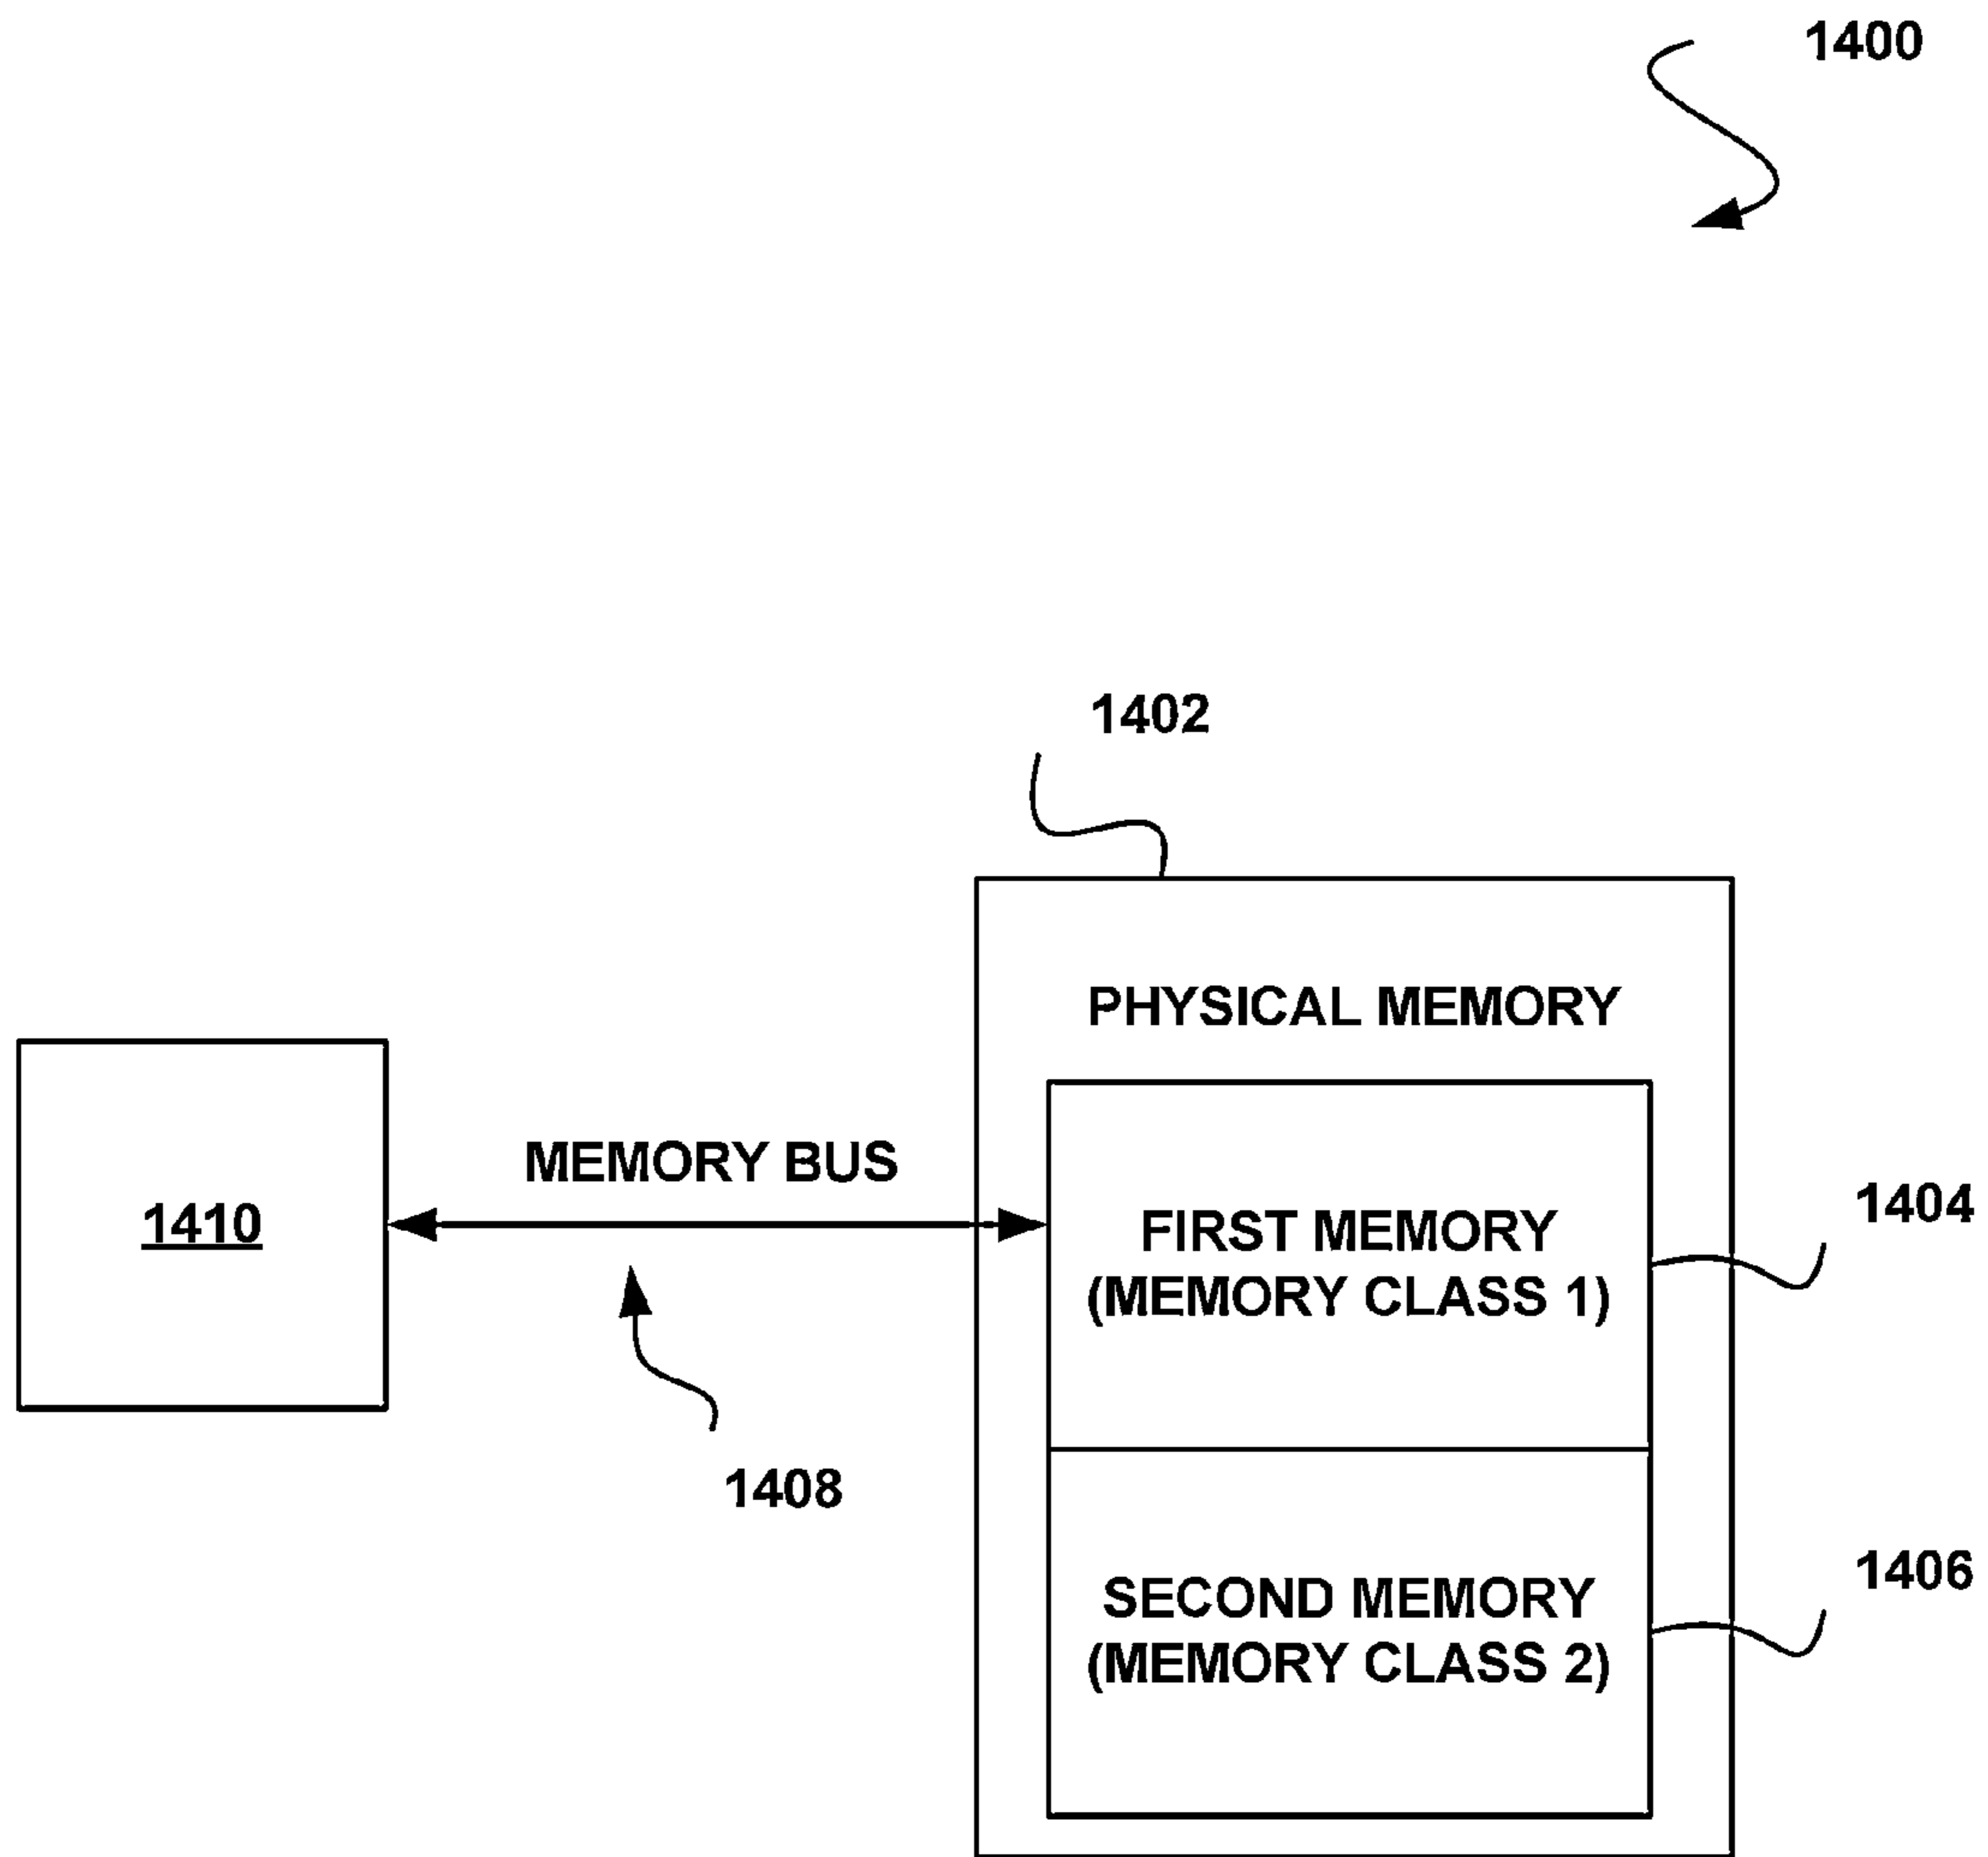 1400
1402
PHYSICAL MEMORY
1410
MEMORY BUS
FIRST MEMORY
(MEMORY CLASS 1)
1404
1408
SECOND MEMORY
(MEMORY CLASS 2)
1406